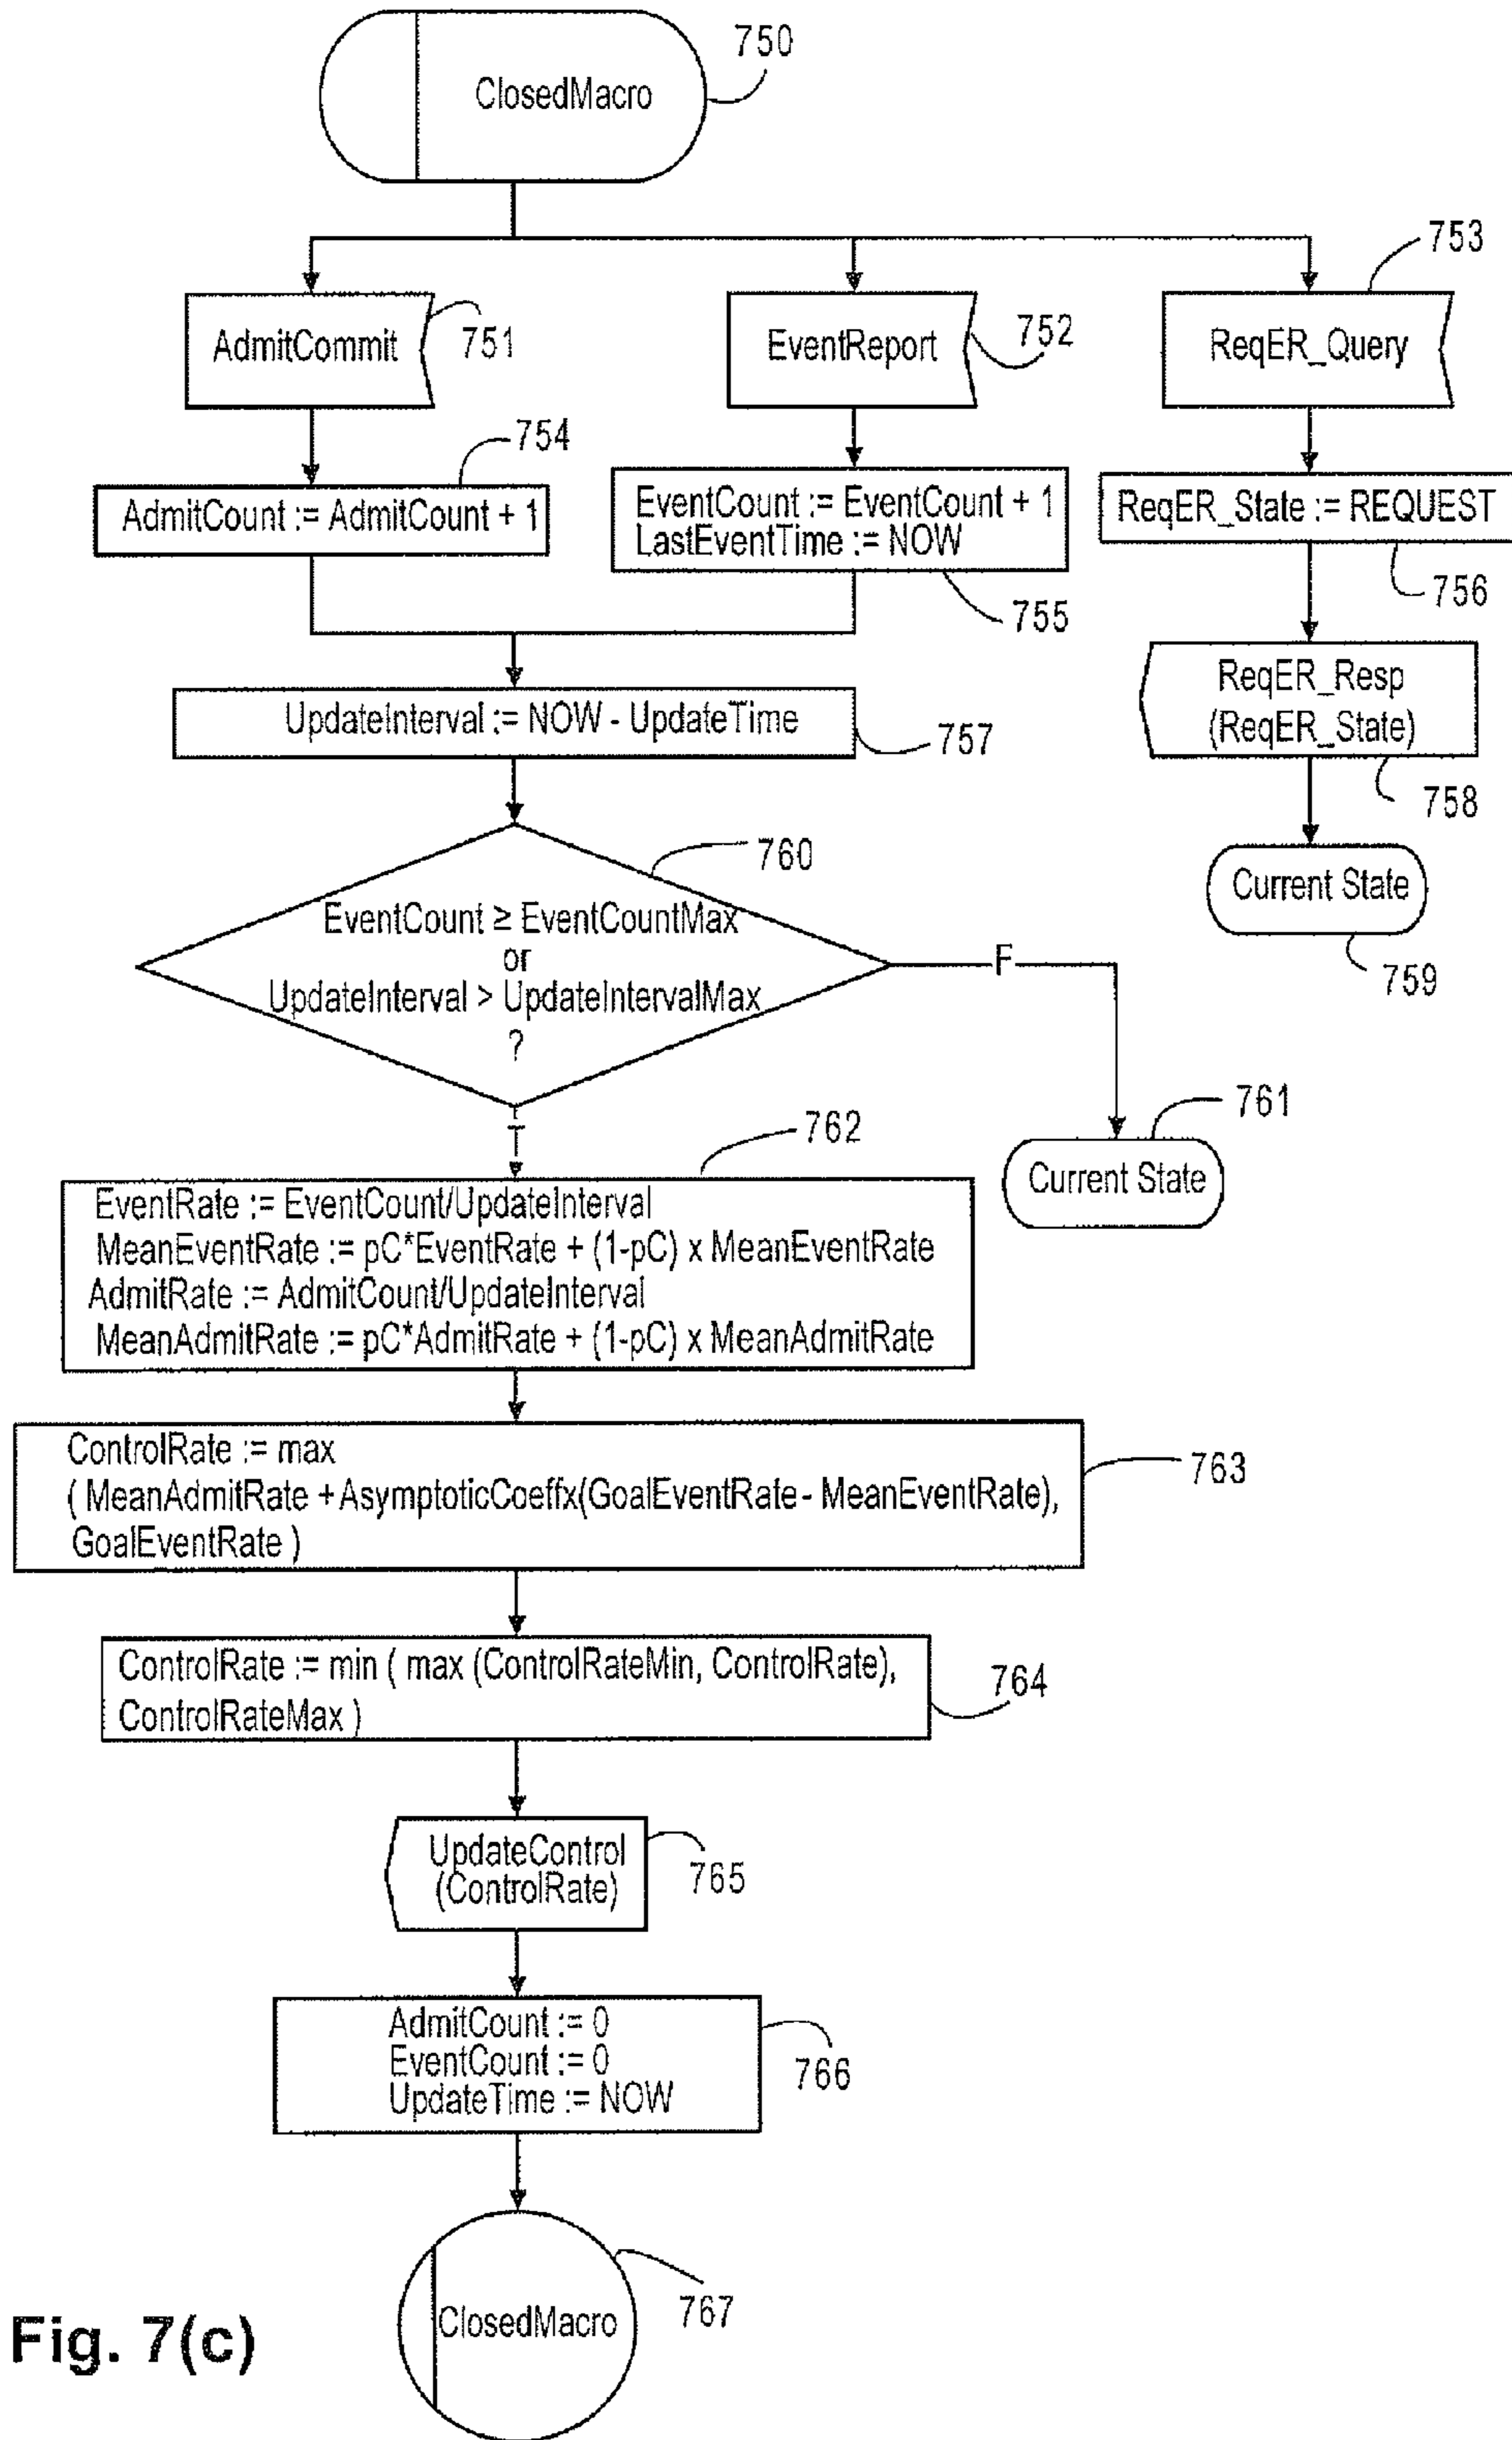 750
ClosedMacro
753
AdmitCommit
751
EventReport
752
ReqER_Query
754
AdmitCount := AdmitCount + 1
EventCount := EventCount + 1
LastEventTime := NOW
755
ReqER_State := REQUEST
756
UpdateInterval := NOW - UpdateTime
757
ReqER_Resp
(ReqER_State)
758
Current State
759
760
EventCount ≥ EventCountMax
or
UpdateInterval > UpdateIntervalMax
?
F
T
761
Current State
762
EventRate := EventCount/UpdateInterval
MeanEventRate := pC*EventRate + (1-pC) x MeanEventRate
AdmitRate := AdmitCount/UpdateInterval
MeanAdmitRate := pC*AdmitRate + (1-pC) x MeanAdmitRate
ControlRate := max
( MeanAdmitRate + AsymptoticCoeffx(GoalEventRate - MeanEventRate),
GoalEventRate )
763
ControlRate := min ( max (ControlRateMin, ControlRate),
ControlRateMax )
764
UpdateControl
(ControlRate)
765
AdmitCount := 0
EventCount := 0
UpdateTime := NOW
766
ClosedMacro
767
Fig. 7(c)